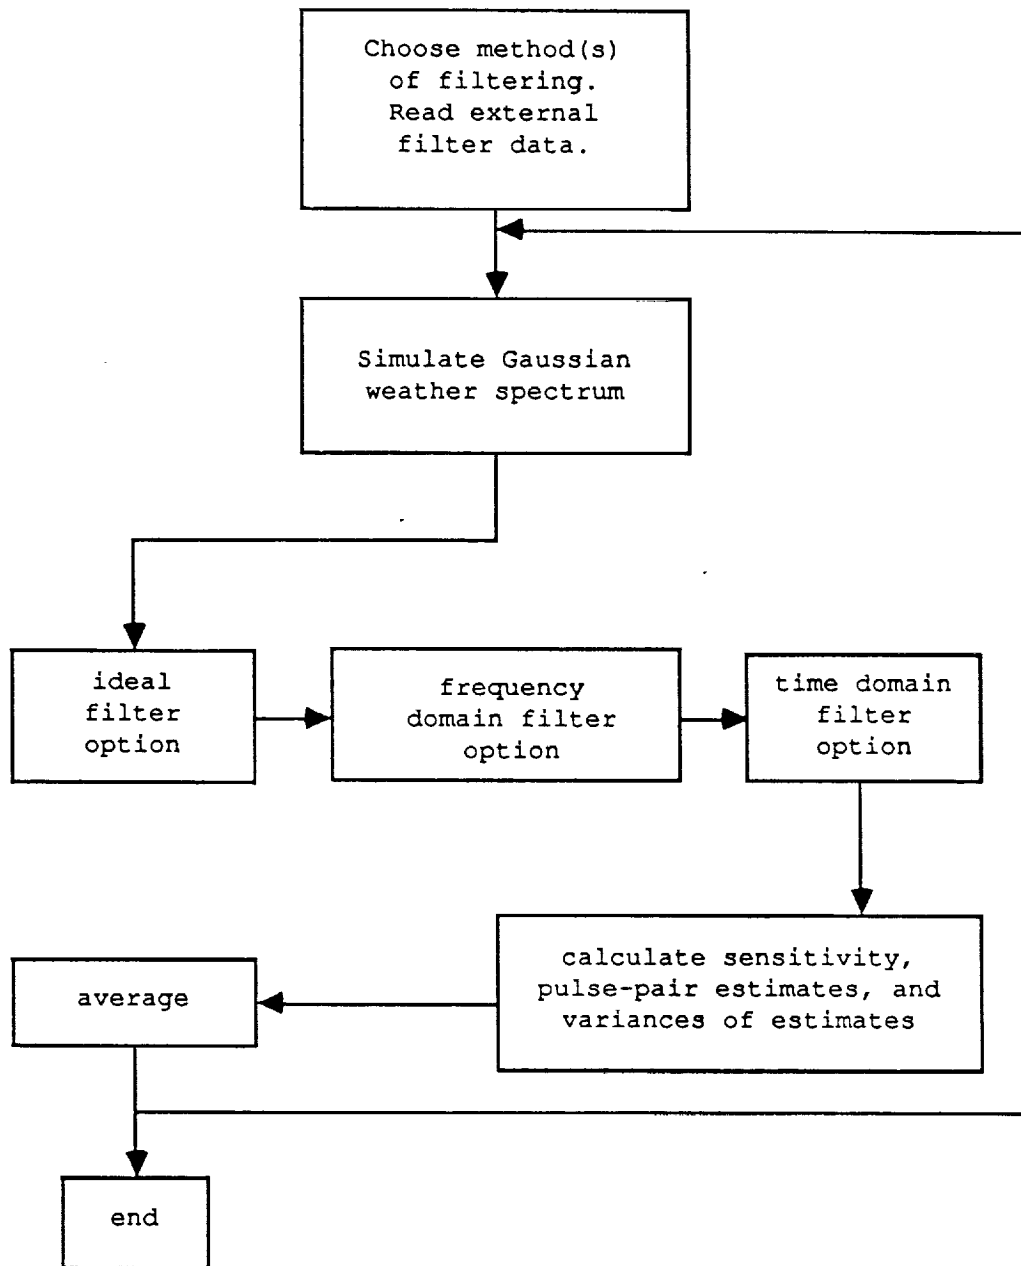 Choose method(s)
of filtering.
Read external
filter data.
Simulate Gaussian
weather spectrum
ideal
filter
option
frequency
domain filter
option
time domain
filter
option
calculate sensitivity,
pulse-pair estimates, and
variances of estimates
average
end